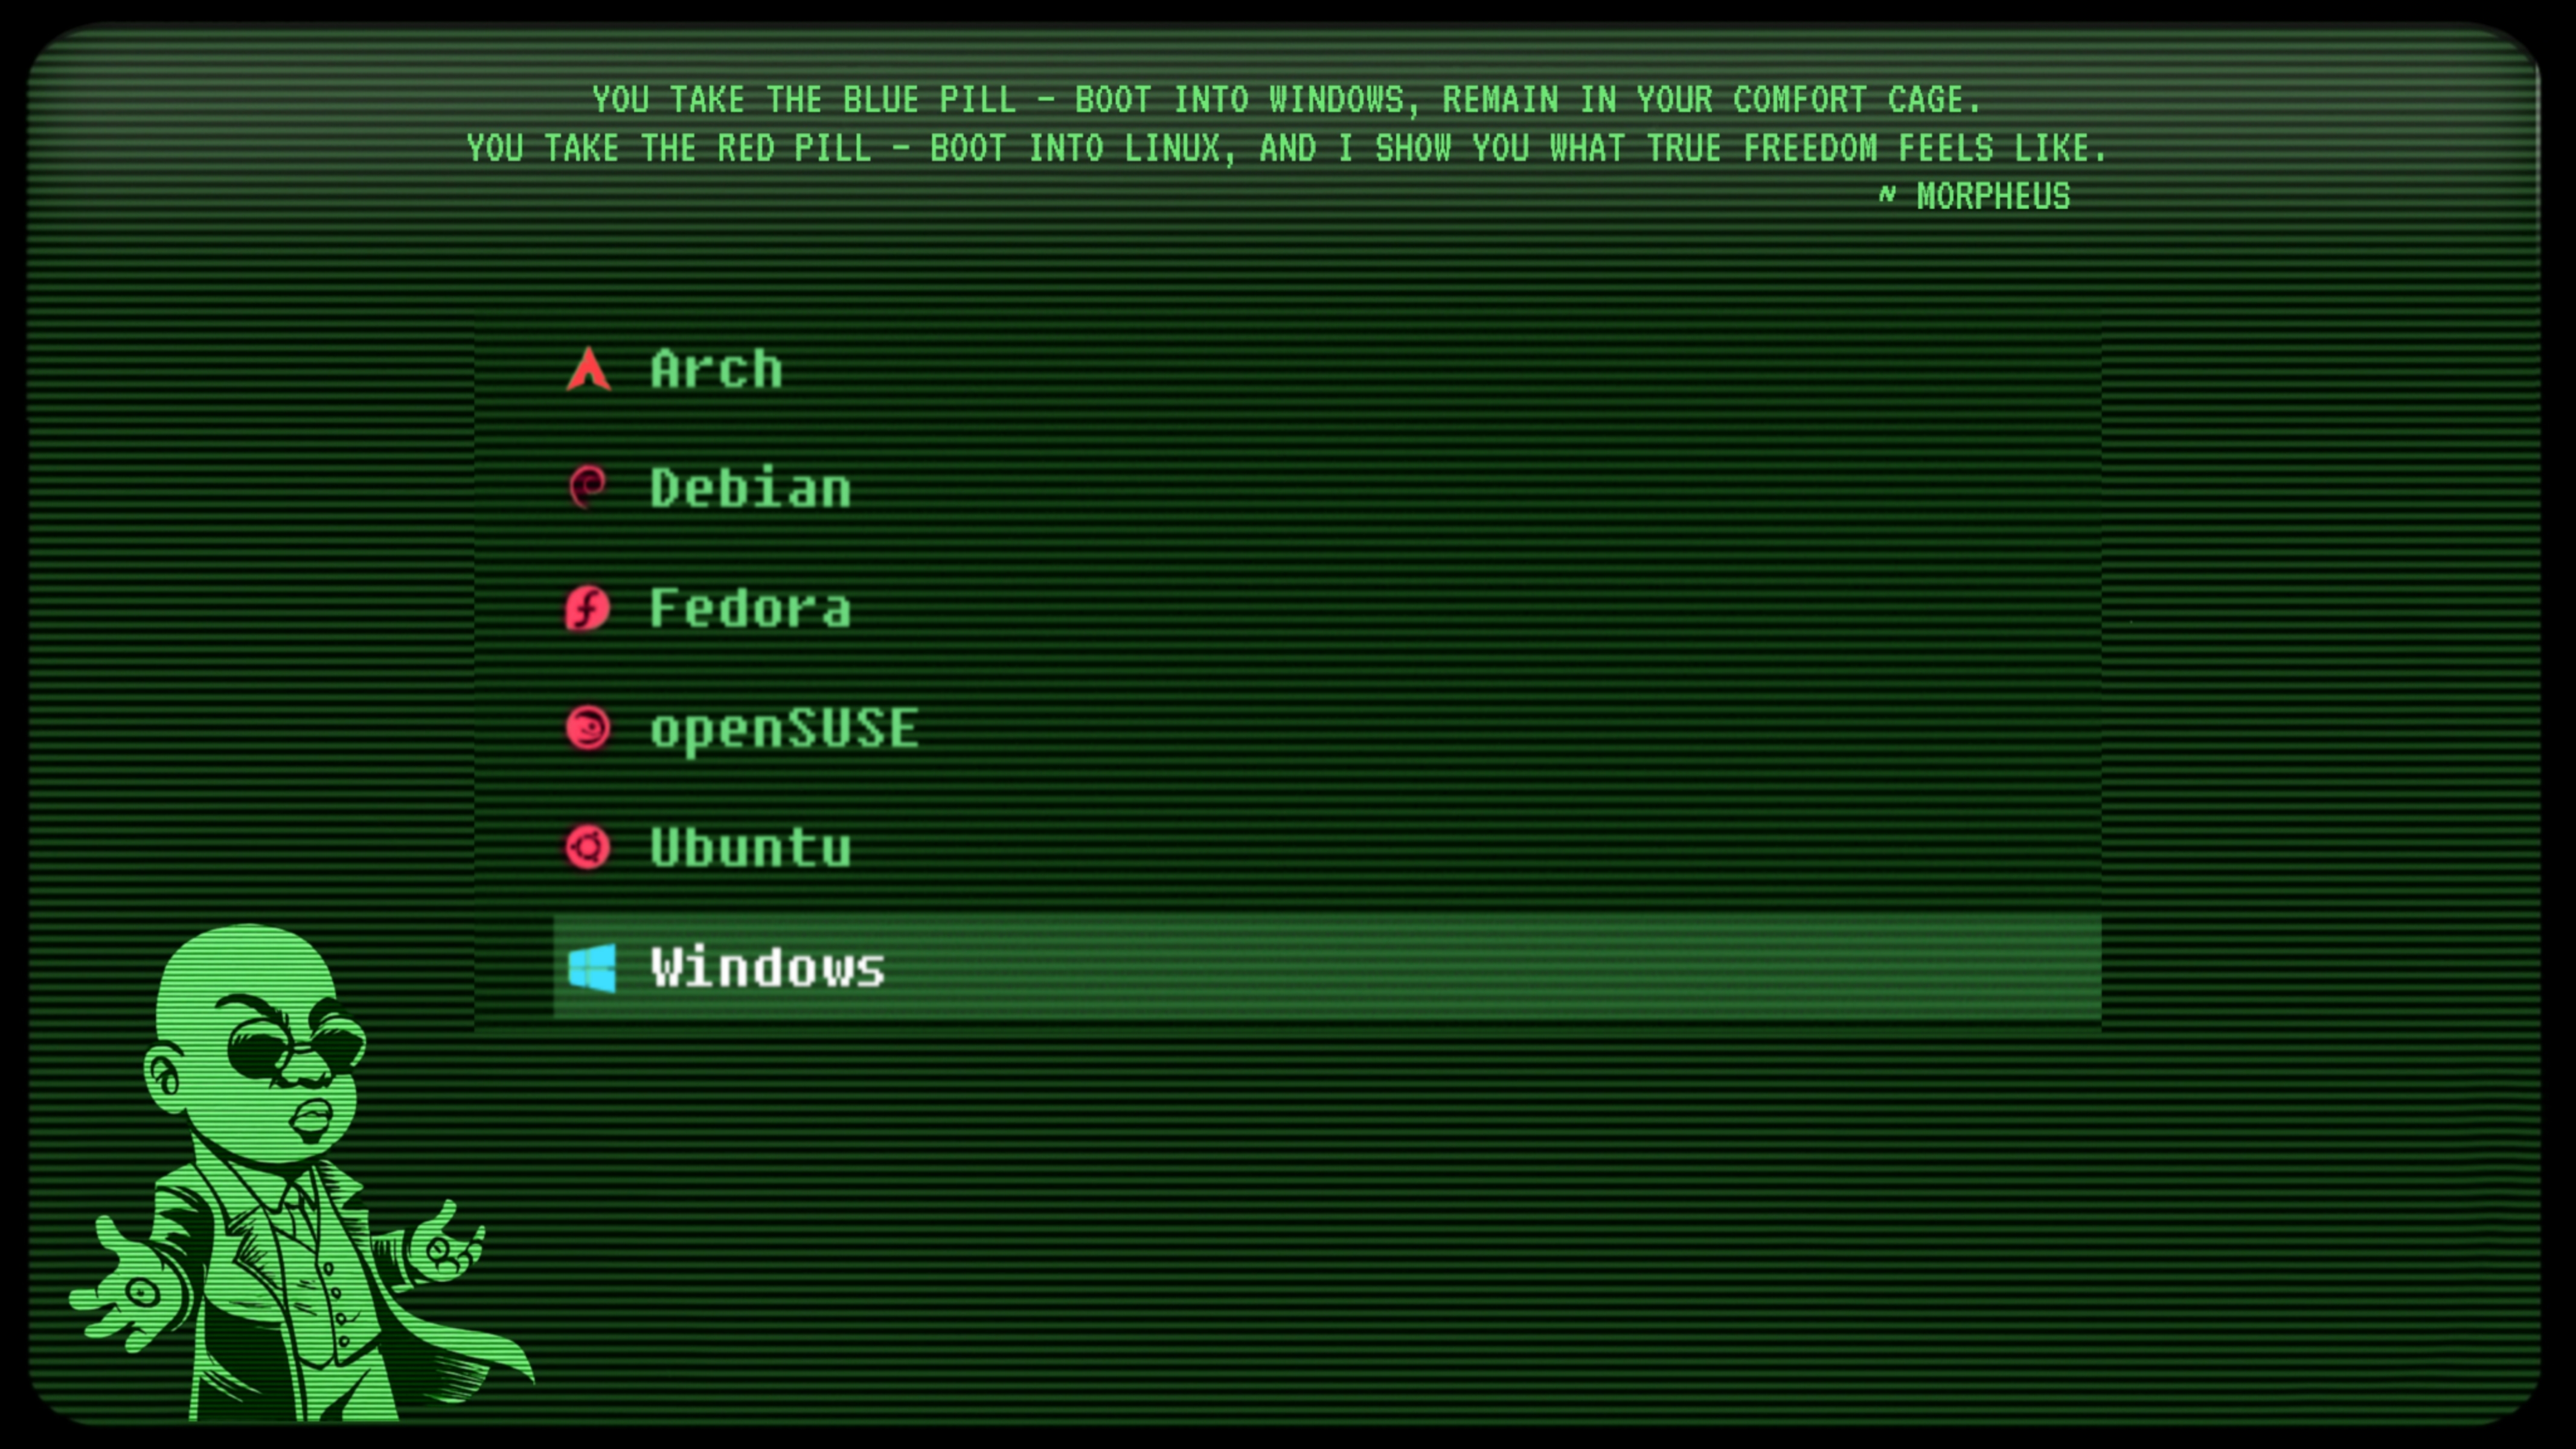 YOU TAKE THE BLUE PILL - BOOT INTO WINDOWS, REMAIN IN YOUR COMFORT CAGE.
YOU TAKE THE RED PILL - BOOT INTO LINUX, AND I SHOW YOU WHAT TRUE FREEDOM FEELS LIKE.
~ MORPHEUS
Arch
Debian
Fedora
openSUSE
Ubuntu
Windows